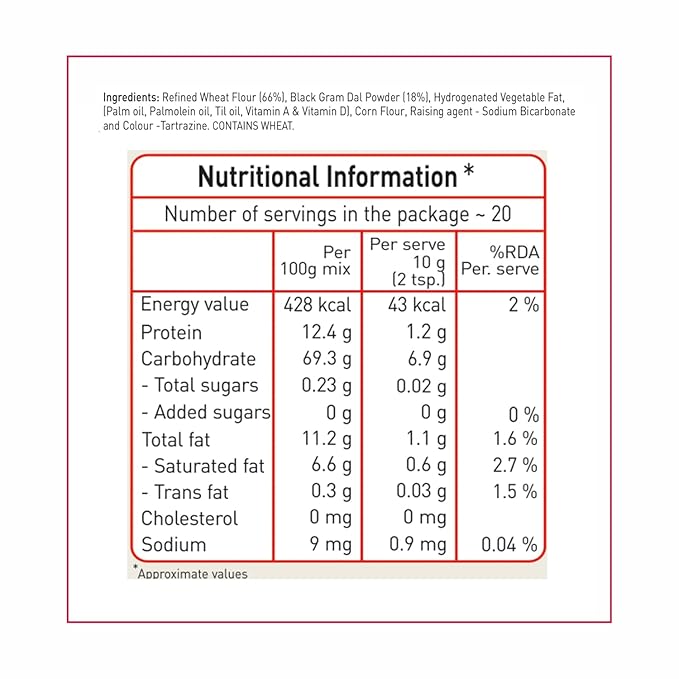 Ingredients: Refined Wheat Flour (66%), Black Gram Dal Powder (18%), Hydrogenated Vegetable Fat,
(Palm oil, Palmolein oil, Til oil, Vitamin A & Vitamin D), Corn Flour, Raising agent - Sodium Bicarbonate
and Colour -Tartrazine. CONTAINS WHEAT.
Nutritional Information *
Number of servings in the package ~ 20
Per 100g mix Per serve 10 g (2 tsp.) %RDA Per. serve
Energy value 428 kcal 43 kcal 2 %
Protein 12.4 g 1.2 g
Carbohydrate 69.3 g 6.9 g
- Total sugars 0.23 g 0.02 g
- Added sugars 0 g 0 g 0 %
Total fat 11.2 g 1.1 g 1.6 %
- Saturated fat 6.6 g 0.6 g 2.7 %
- Trans fat 0.3 g 0.03 g 1.5 %
Cholesterol 0 mg 0 mg
Sodium 9 mg 0.9 mg 0.04 %
*Approximate values